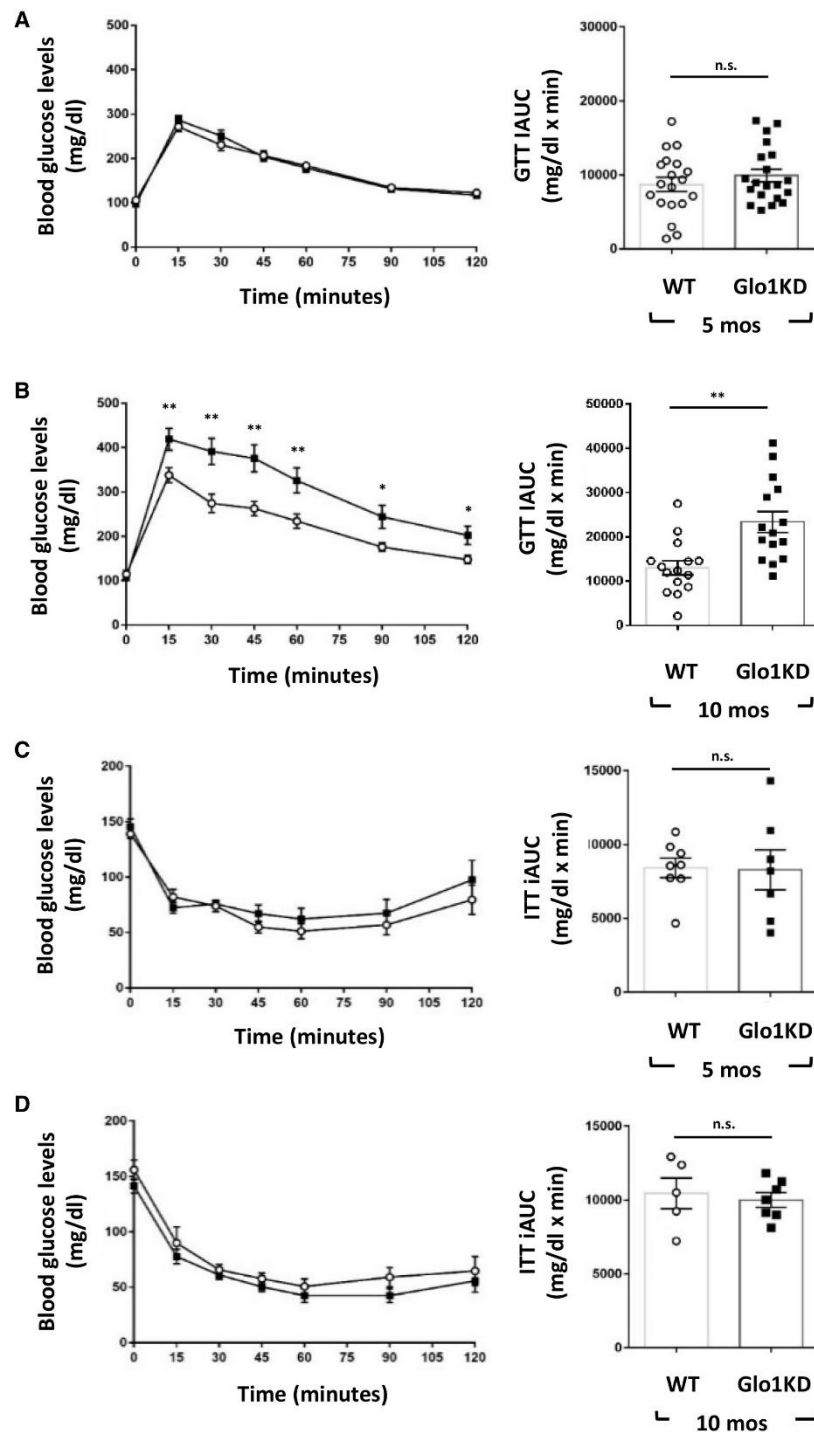 A
Blood glucose levels
(mg/dl)
500
400
300
200
100
0
0 15 30 45 60 75 90 105 120
Time (minutes)
GTT IAUC
(mg/dl x min)
30000
20000
10000
0
n.s.
WT Glo1KD
5 mos
B
Blood glucose levels
(mg/dl)
500
400
300
200
100
0
** ** ** ** * *
0 15 30 45 60 75 90 105 120
Time (minutes)
GTT IAUC
(mg/dl x min)
50000
40000
30000
20000
10000
0
**
WT Glo1KD
10 mos
C
Blood glucose levels
(mg/dl)
200
150
100
50
0
0 15 30 45 60 75 90 105 120
Time (minutes)
ITT iAUC
(mg/dl x min)
15000
10000
5000
0
n.s.
WT Glo1KD
5 mos
D
Blood glucose levels
(mg/dl)
200
150
100
50
0
0 15 30 45 60 75 90 105 120
Time (minutes)
ITT iAUC
(mg/dl x min)
15000
10000
5000
0
n.s.
WT Glo1KD
10 mos